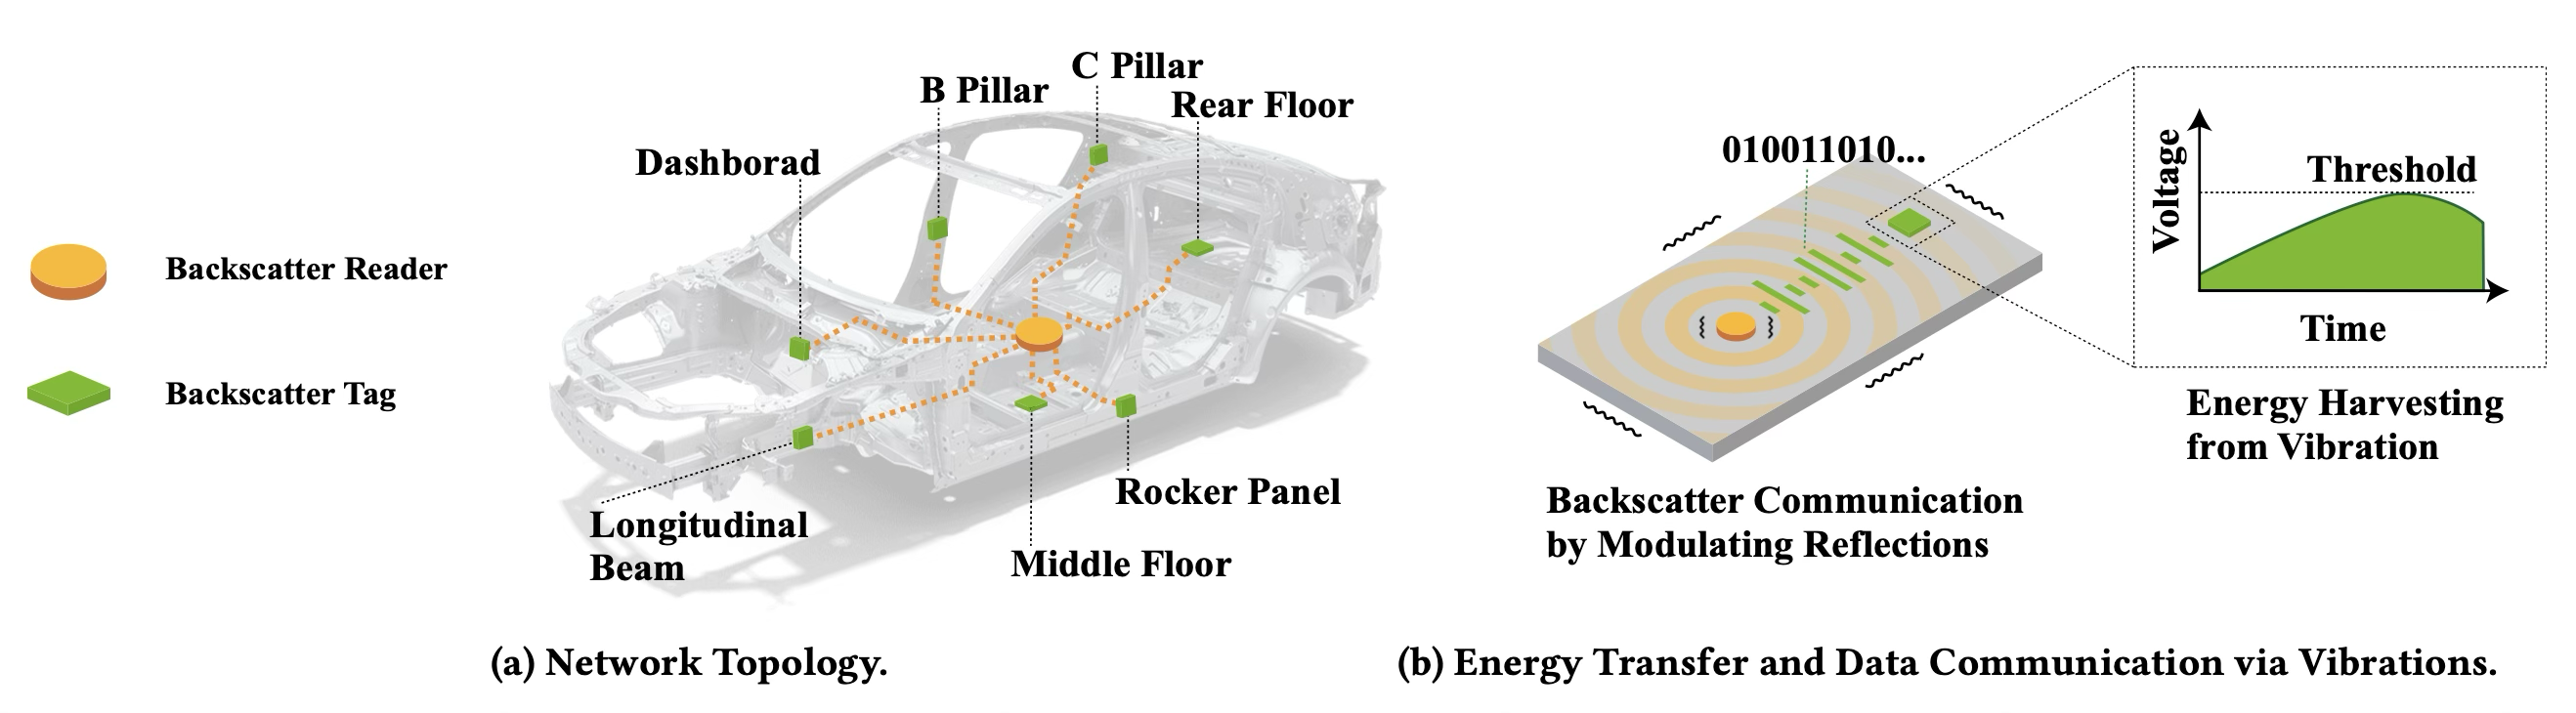 Backscatter Reader
Backscatter Tag
C Pillar
B Pillar
Rear Floor
Dashborad
Rocker Panel
Longitudinal
Beam
Middle Floor
(a) Network Topology.
010011010...
Backscatter Communication
by Modulating Reflections
Voltage
Threshold
Time
Energy Harvesting
from Vibration
(b) Energy Transfer and Data Communication via Vibrations.